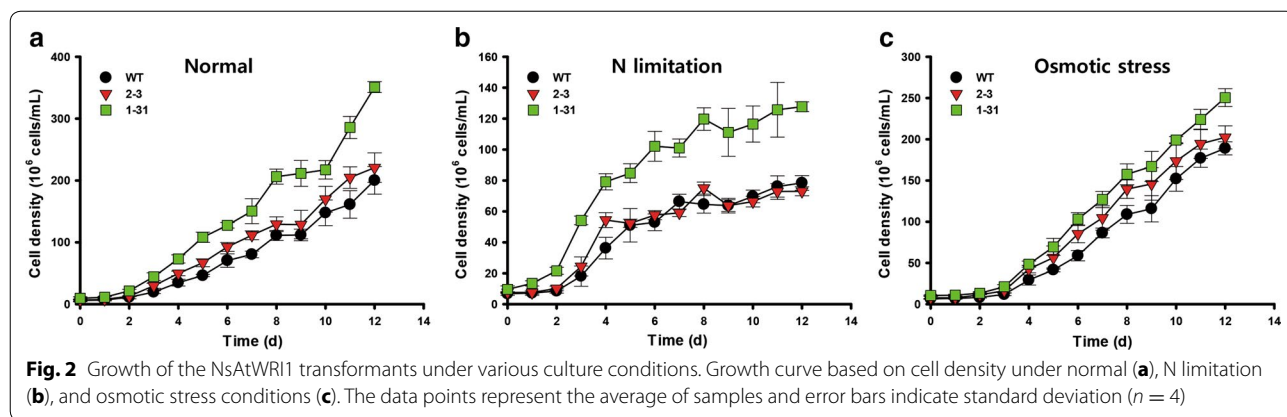 a
Normal
WT
2-3
1-31
Cell density (10⁶ cells/mL)
400
300
200
100
0
0 2 4 6 8 10 12 14
Time (d)
b
N limitation
WT
2-3
1-31
Cell density (10⁶ cells/mL)
160
140
120
100
80
60
40
20
0
0 2 4 6 8 10 12 14
Time (d)
c
Osmotic stress
WT
2-3
1-31
Cell density (10⁶ cells/mL)
300
250
200
150
100
50
0
0 2 4 6 8 10 12 14
Time (d)
Fig. 2 Growth of the NsAtWRI1 transformants under various culture conditions. Growth curve based on cell density under normal (a), N limitation
(b), and osmotic stress conditions (c). The data points represent the average of samples and error bars indicate standard deviation (n = 4)